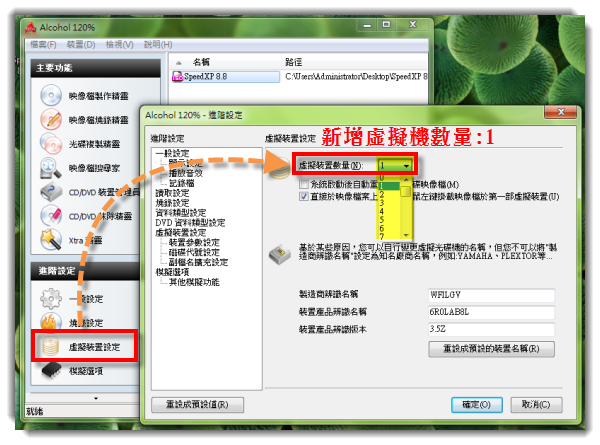 Alcohol 120%
檔案(F) 裝置(D) 檢視(V) 說明(H)
主要功能
映像檔製作精靈
映像檔燒錄精靈
光碟複製精靈
映像檔搜尋家
CD/DVD 裝置管理員
CD/DVD 抹除精靈
Xtra 精靈
進階設定
一般設定
燒錄設定
虛擬裝置設定
模擬選項
就緒
名稱 路徑
SpeedXP 8.8 C:\Users\Administrator\Desktop\SpeedXP 8
Alcohol 120% - 進階設定
新增虛擬機數量:1
進階設定
一般設定
顯示設定
播放音效
記錄檔
讀取設定
燒錄設定
資料類型設定
DVD 資料類型設定
虛擬裝置設定
裝置參數設定
磁碟代號設定
副檔名擴充設定
模擬選項
其他模擬功能
重設成預設值(R)
虛擬裝置設定
虛擬裝置數量(N): 1
0
1
2
3
4
5
6
7
系統啟動後自動重 碟映像檔(M)
直接於映像檔案上 鼠左鍵掛載映像檔於第一部虛擬裝置(U)
基於某些原因，您可以自行變更虛擬光碟機的名稱，但您不可以將"製
造商辨識名稱"設定為知名廠商名稱，例如:YAMAHA、PLEXTOR等...
製造商辨識名稱 WFILGV
裝置產品辨識名稱 6R0LAB8L
裝置產品辨識版本 3.5Z
重設成預設的裝置名稱(R)
確定(O) 取消(C)